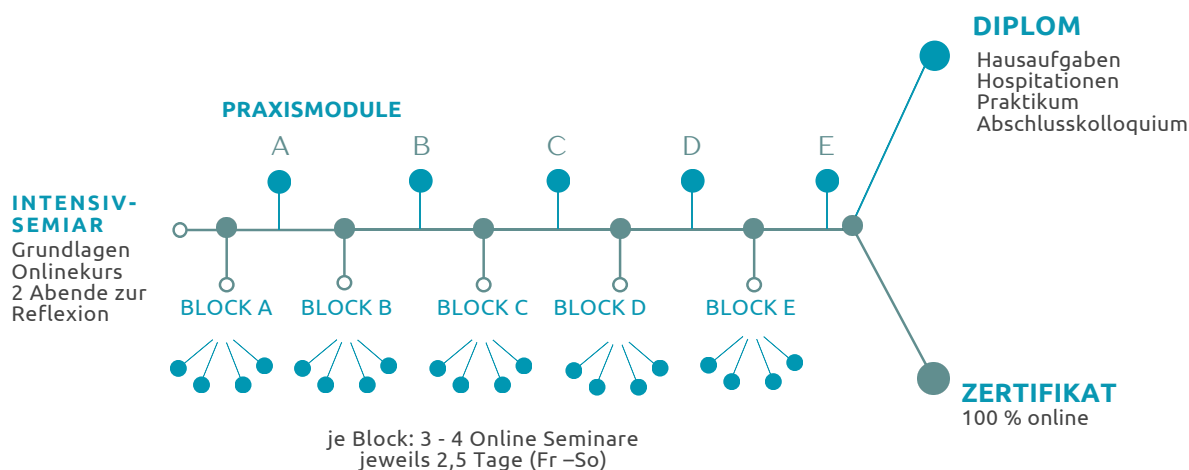 DIPLOM
Hausaufgaben
Hospitationen
Praktikum
Abschlusskolloquium
PRAXISMODULE
A
B
C
D
E
INTENSIV-
SEMIAR
Grundlagen
Onlinekurs
2 Abende zur
Reflexion
BLOCK A
BLOCK B
BLOCK C
BLOCK D
BLOCK E
ZERTIFIKAT
100 % online
je Block: 3 - 4 Online Seminare
jeweils 2,5 Tage (Fr –So)